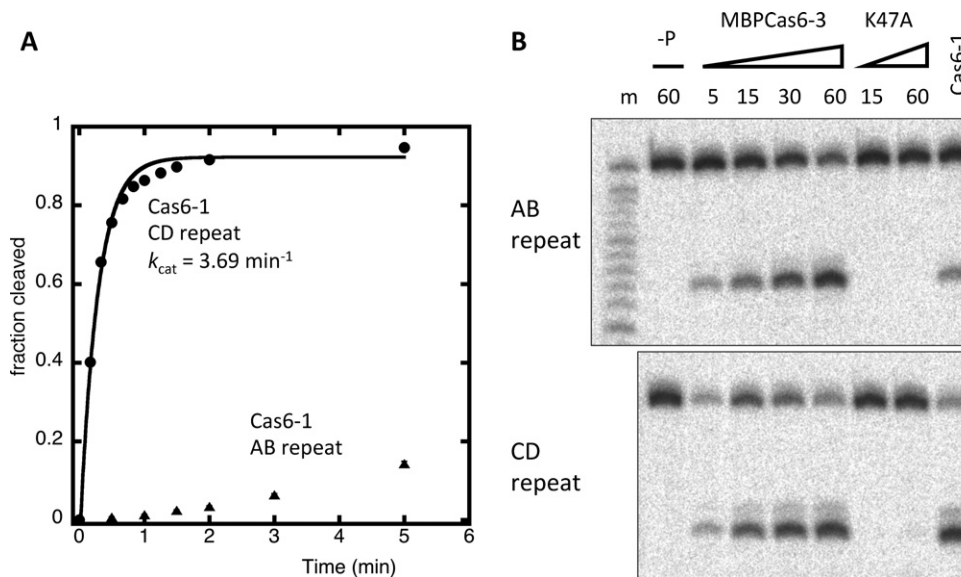 A
fraction cleaved
1
0.8
0.6
0.4
0.2
0
0 1 2 3 4 5 6
Time (min)
Cas6-1
CD repeat
kcat = 3.69 min-1
Cas6-1
AB repeat
B
-P MBPCas6-3 K47A Cas6-1
m 60 5 15 30 60 15 60
AB
repeat
CD
repeat